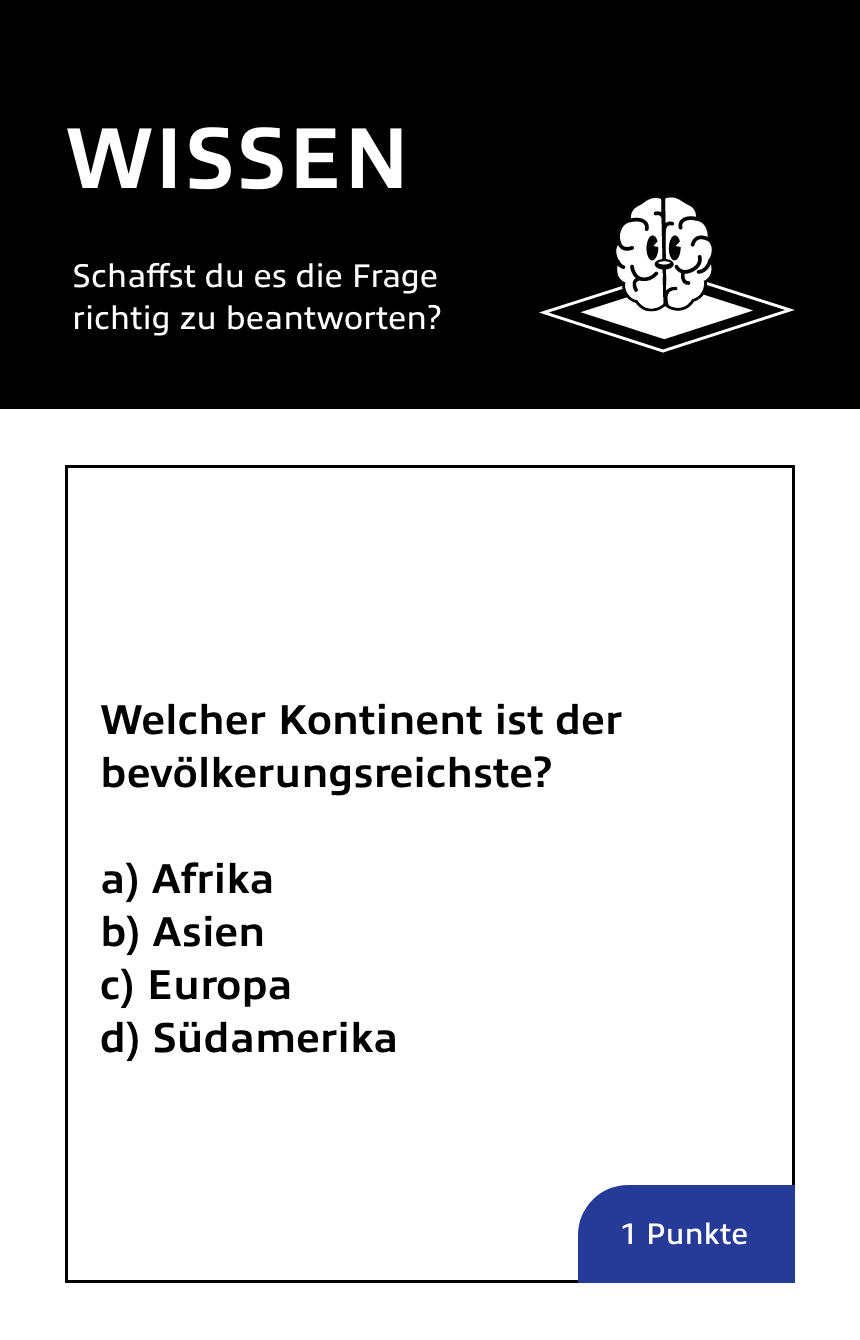 WISSEN
Schaffst du es die Frage
richtig zu beantworten?
Welcher Kontinent ist der
bevölkerungsreichste?
a) Afrika
b) Asien
c) Europa
d) Südamerika
1 Punkte